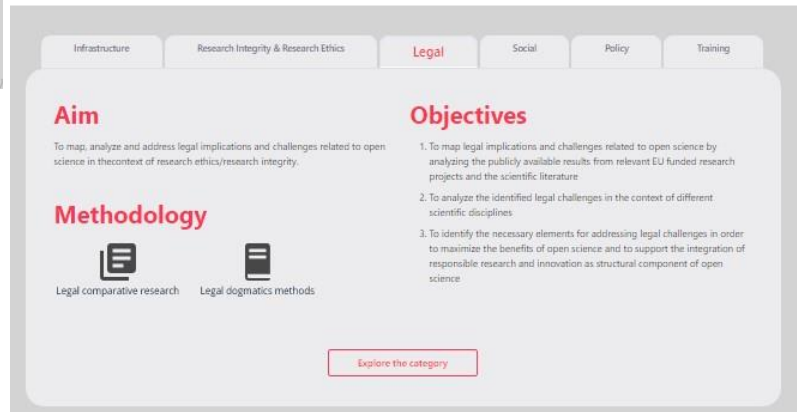 Infrastructure
Research Integrity & Research Ethics
Legal
Social
Policy
Training
Aim
To map, analyze and address legal implications and challenges related to open
science in thecontext of research ethics/research integrity.
Methodology
Legal comparative research
Legal dogmatics methods
Objectives
1. To map legal implications and challenges related to open science by
analyzing the publicly available results from relevant EU funded research
projects and the scientific literature
2. To analyze the identified legal challenges in the context of different
scientific disciplines
3. To identify the necessary elements for addressing legal challenges in order
to maximize the benefits of open science and to support the integration of
responsible research and innovation as structural component of open
science
Explore the category